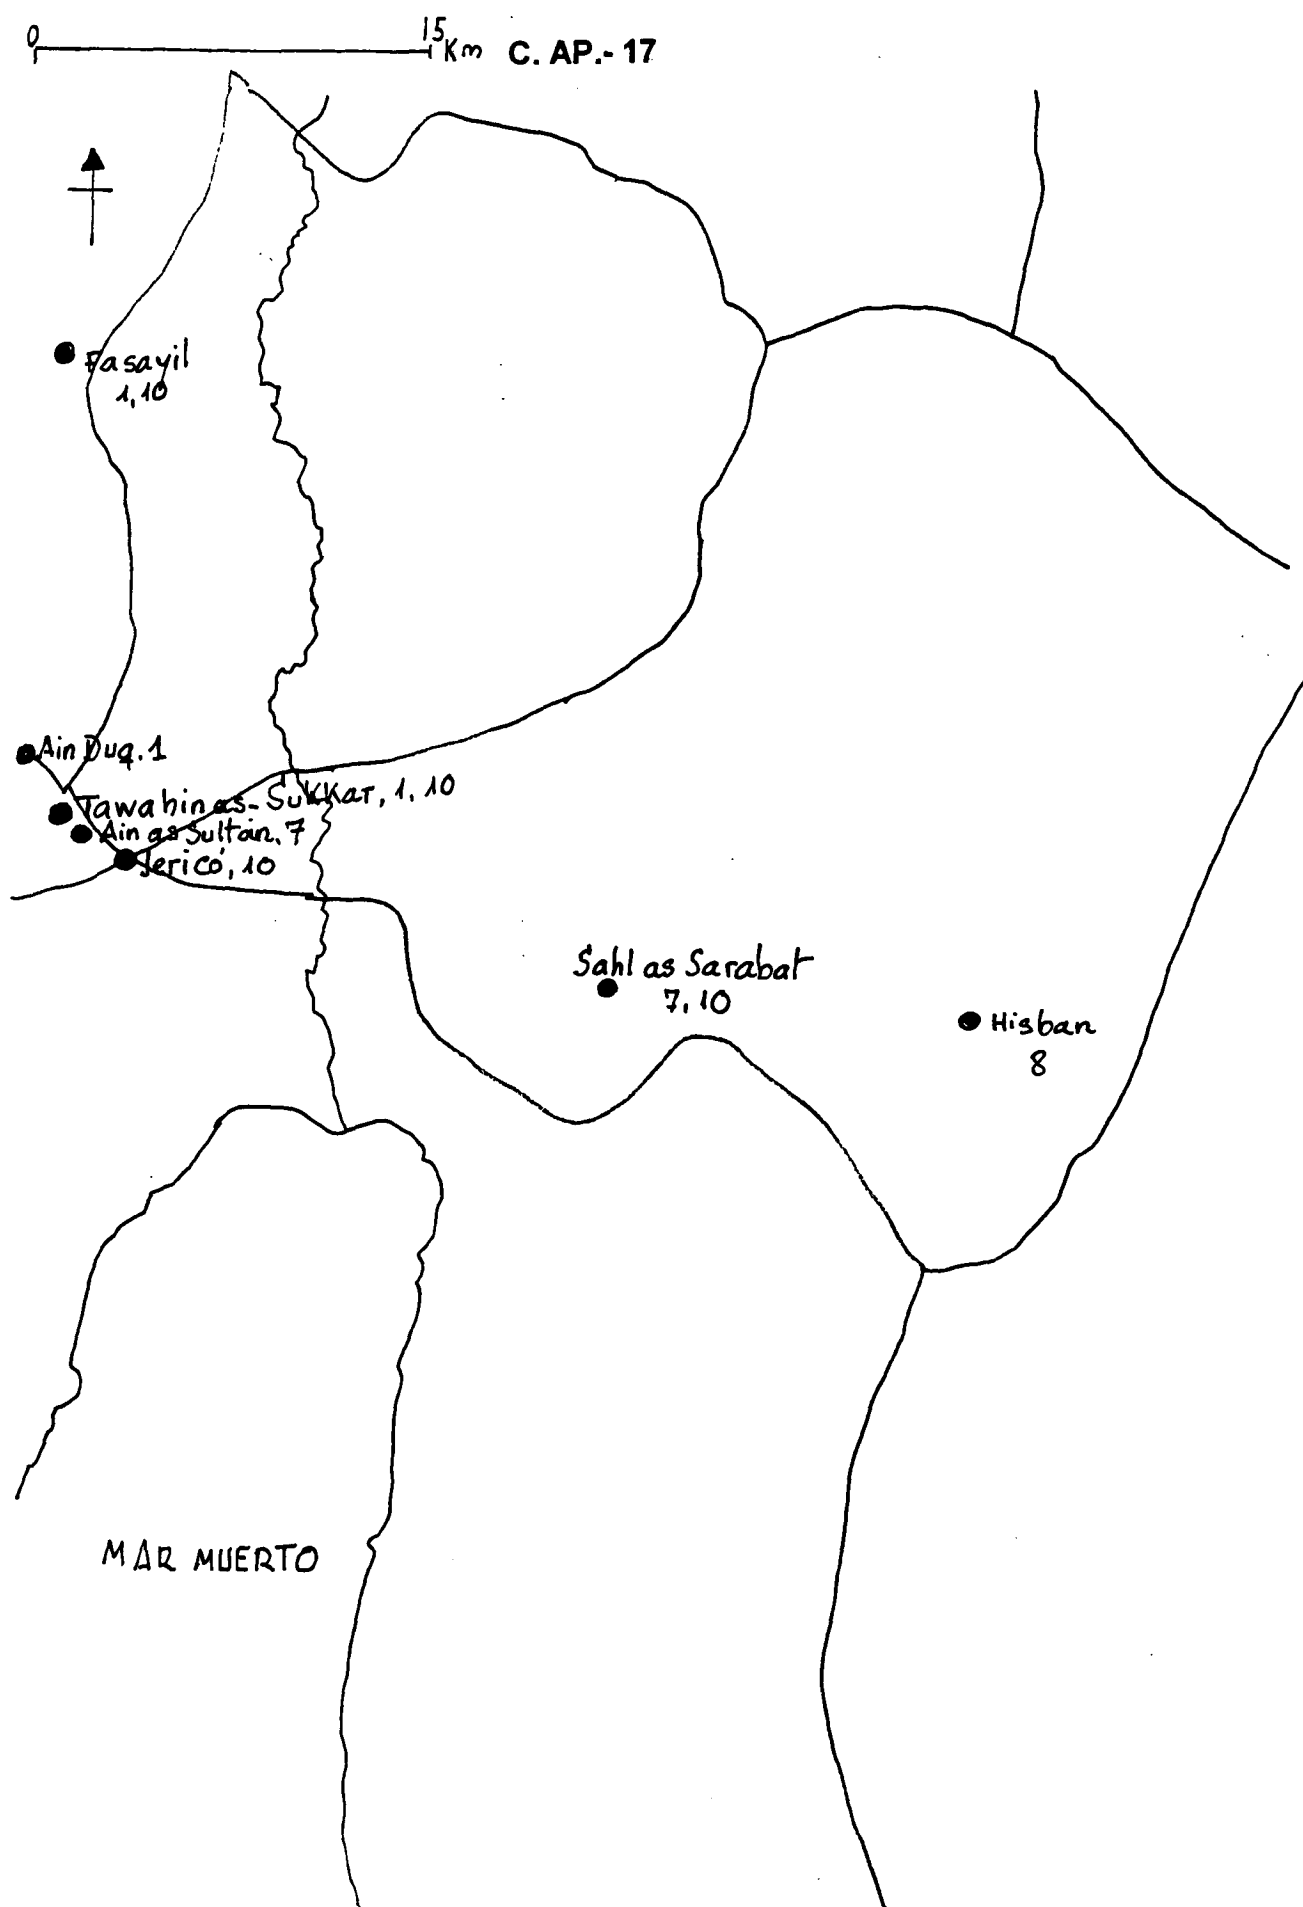 0 15 Km C. AP.- 17
Fasayil
1,10
Ain Duq. 1
Tawahin as-Sukkar, 1, 10
Ain as Sultan. 7
Jericó, 10
Sahl as Sarabat
7, 10
Hisban
8
MAR MUERTO